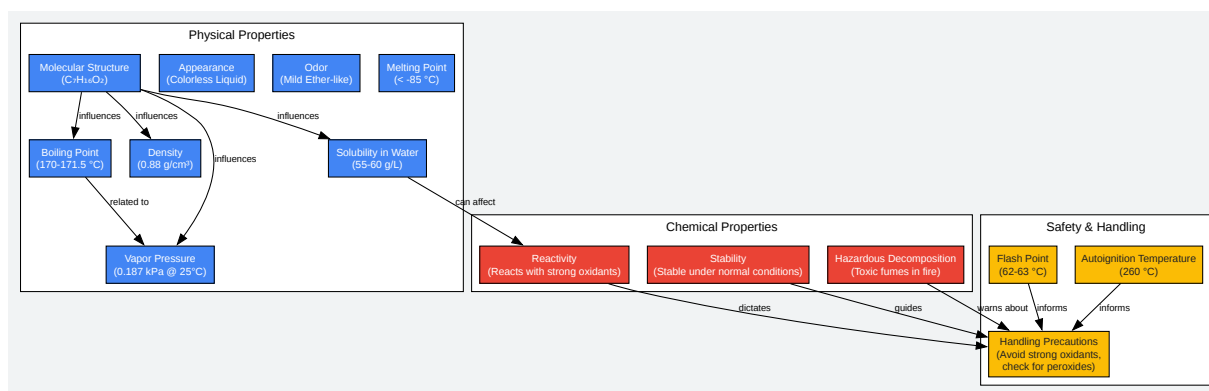 Physical Properties
Molecular Structure
(C₇H₁₆O₂)
Appearance
(Colorless Liquid)
Odor
(Mild Ether-like)
Melting Point
(< -85 °C)
influences
influences
influences
influences
Boiling Point
(170-171.5 °C)
Density
(0.88 g/cm³)
Solubility in Water
(55-60 g/L)
related to
can affect
Vapor Pressure
(0.187 kPa @ 25°C)
Chemical Properties
Reactivity
(Reacts with strong oxidants)
Stability
(Stable under normal conditions)
Hazardous Decomposition
(Toxic fumes in fire)
Safety & Handling
Flash Point
(62-63 °C)
Autoignition Temperature
(260 °C)
dictates
guides
warns about
informs
informs
Handling Precautions
(Avoid strong oxidants,
check for peroxides)